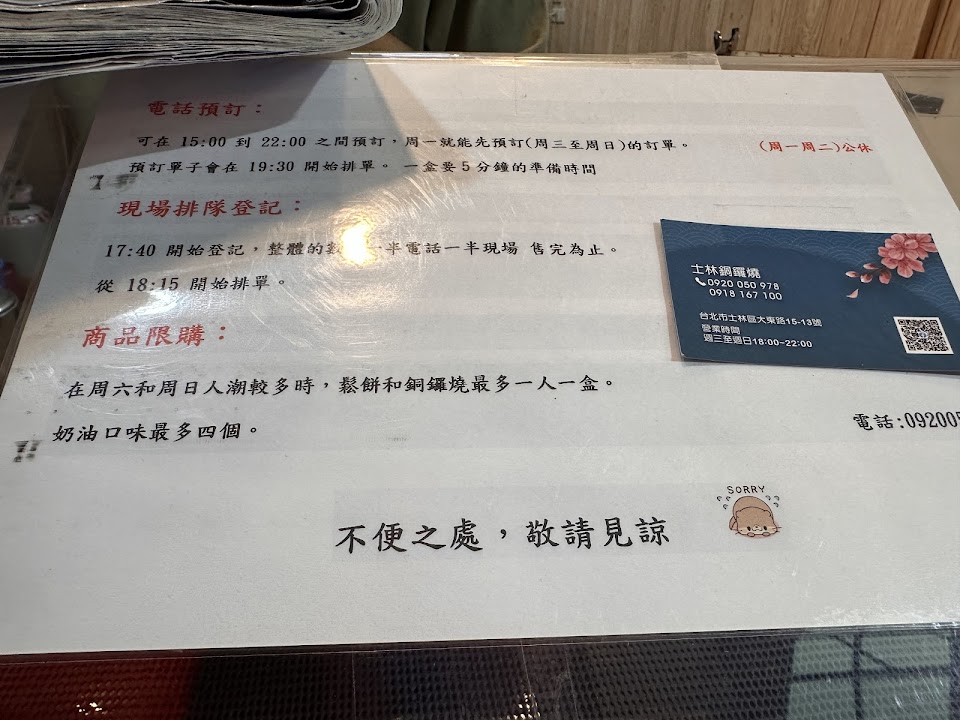 電話預訂：
可在 15:00 到 22:00 之間預訂，周一就能先預訂(周三至周日)的訂單。
(周一周二)公休
預訂單子會在 19:30 開始排單。 一盒要5分鐘的準備時間
現場排隊登記：
17:40 開始登記，整體的數 一半電話一半現場 售完為止。
從 18:15 開始排單。
商品限購：
在周六和周日人潮較多時，鬆餅和銅鑼燒最多一人一盒。
奶油口味最多四個。
士林銅鑼燒
0920 050 978
0918 167 100
台北市士林區大東路15-13號
營業時間
週三至週日18:00-22:00
電話:092005
SORRY
不便之處，敬請見諒